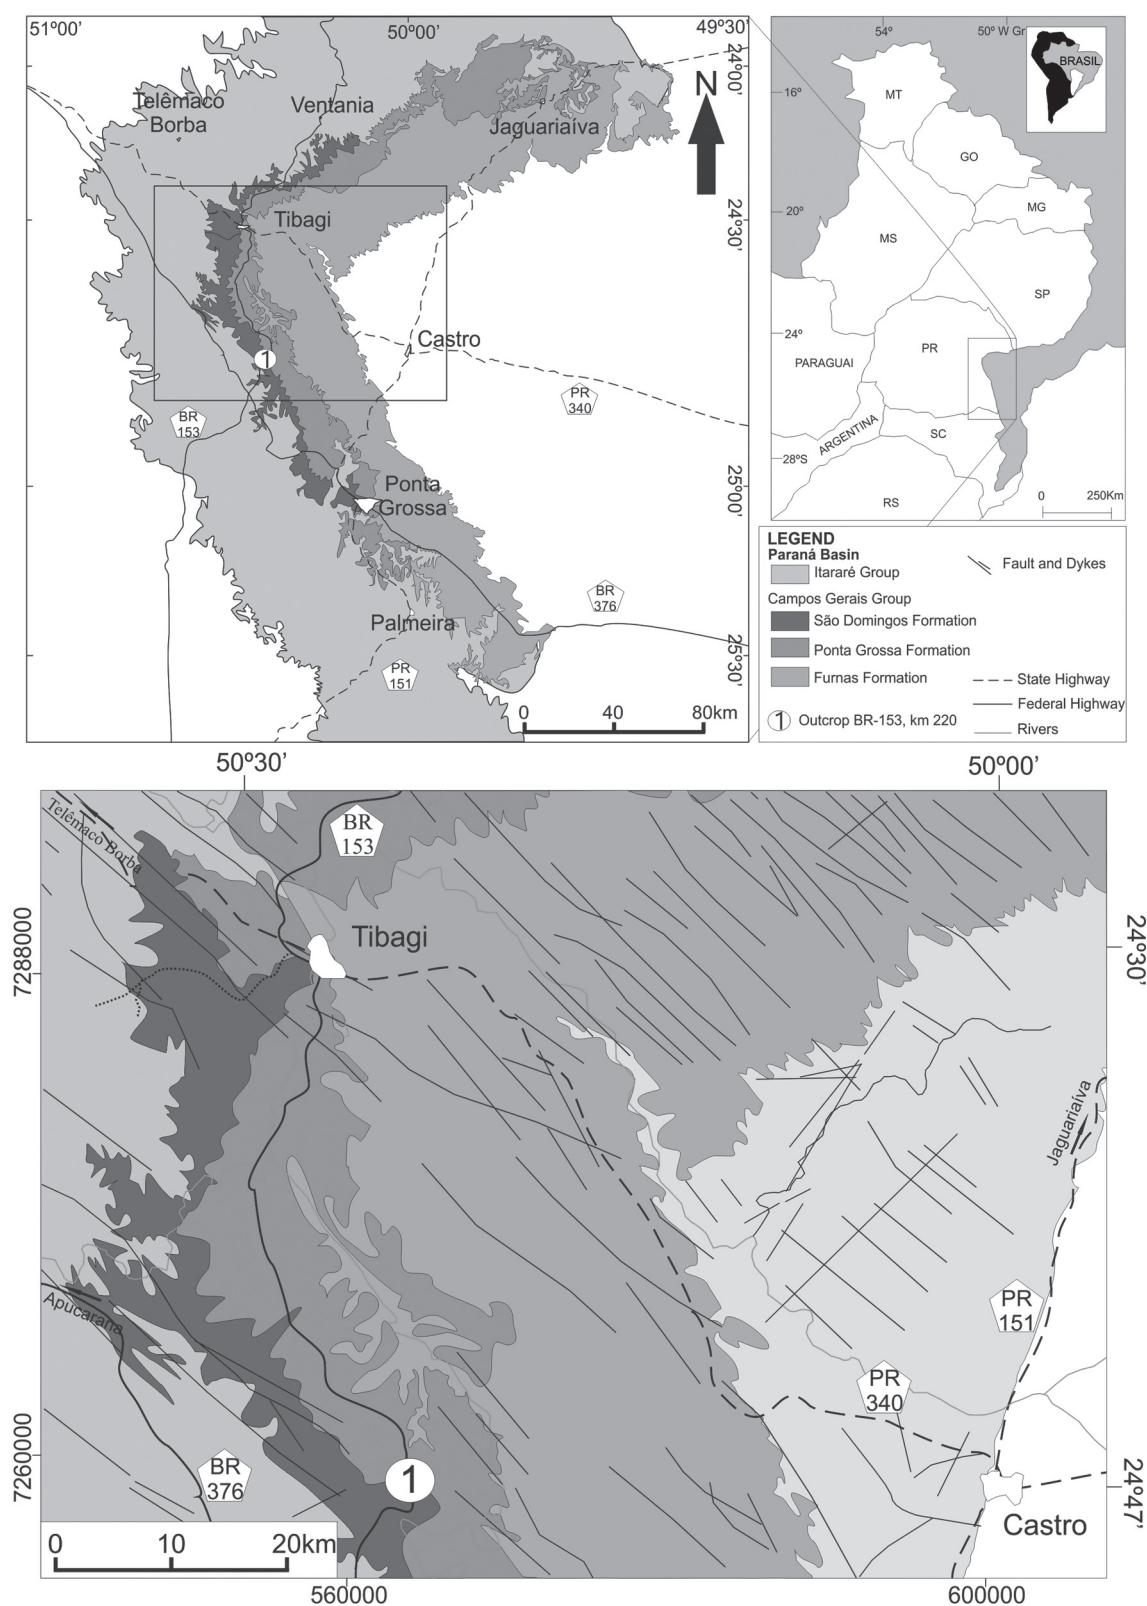 51º00’
50º00’
49º30’
24º00’
24º30’
25º00’
25º30’
Telêmaco
Borba
Ventania
Jaguariaíva
N
Tibagi
Castro
1
BR
153
PR
340
Ponta
Grossa
BR
376
Palmeira
PR
151
0 40 80km
54°
50º W Gr
16°
20°
24°
28ºS
BRASIL
MT
GO
MG
MS
SP
PR
PARAGUAI
ARGENTINA
SC
RS
0 250Km
LEGEND
Paraná Basin
Itararé Group
Campos Gerais Group
São Domingos Formation
Ponta Grossa Formation
Furnas Formation
1 Outcrop BR-153, km 220
Fault and Dykes
State Highway
Federal Highway
Rivers
50º30’
50º00’
7288000
7260000
24º30’
24º47’
Telêmaco Borba
BR
153
Tibagi
Jaguariaíva
PR
151
Apucarana
PR
340
BR
376
1
Castro
0 10 20km
560000
600000